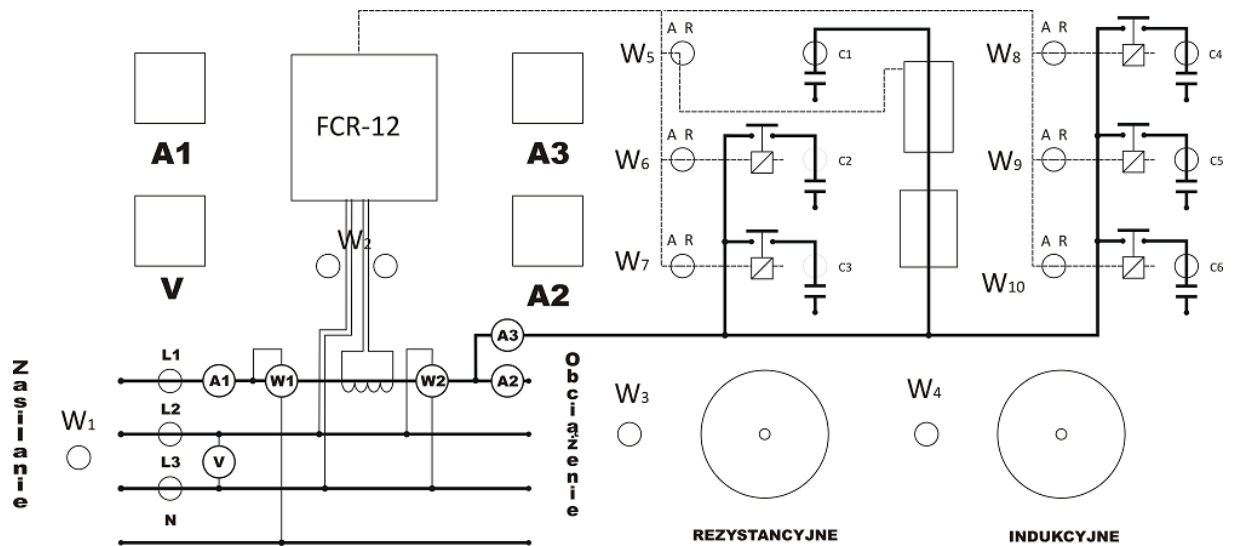 A R
A R
W5
C1
W8
C4
FCR-12
A1
A3
A R
A R
W6
C2
W9
C5
V
W2
A2
A R
A R
W7
C3
W10
C6
A3
Zasilanie
L1
A1
W1
W2
A2
Obciążenie
W1
L2
W3
W4
L3
V
N
REZYSTANCYJNE
INDUKCYJNE